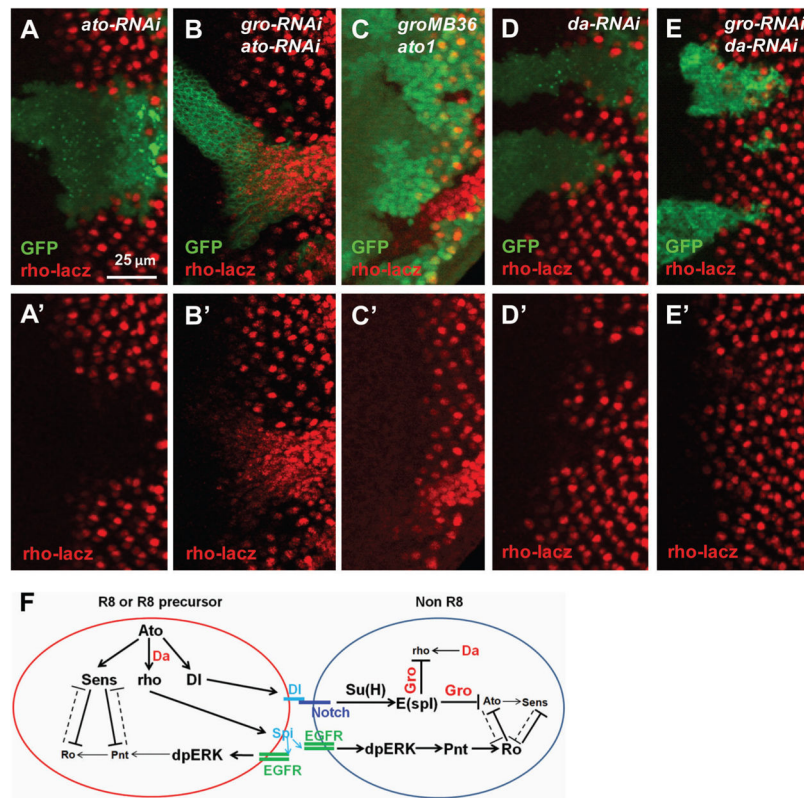 A
ato-RNAi
GFP
rho-lacz
25 µm
B
gro-RNAi
ato-RNAi
GFP
rho-lacz
C
groMB36
ato1
GFP
rho-lacz
D
da-RNAi
GFP
rho-lacz
E
gro-RNAi
da-RNAi
GFP
rho-lacz
A’
rho-lacz
B’
rho-lacz
C’
rho-lacz
D’
rho-lacz
E’
rho-lacz
F
R8 or R8 precursor
Non R8
Ato
Da
Sens
rho
Dl
Ro
Pnt
dpERK
Spi
EGFR
Dl
Notch
EGFR
Su(H)
E(spl)
Gro
rho
Da
Gro
Ato
Sens
dpERK
Pnt
Ro